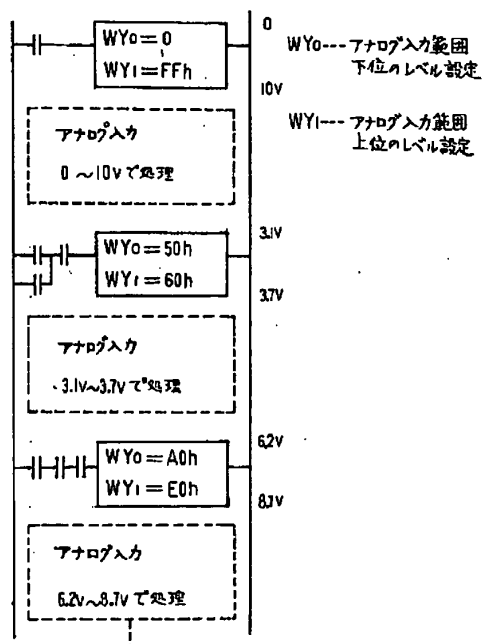 WY0=0
WY1=FFh
0
10V
WY0---アナログ入力範囲
下位のレベル設定
WY1---アナログ入力範囲
上位のレベル設定
アナログ入力
0〜10Vで処理
WY0=50h
WY1=60h
3.1V
3.7V
アナログ入力
3.1V〜3.7Vで処理
WY0=A0h
WY1=E0h
6.2V
8.7V
アナログ入力
6.2V〜8.7Vで処理